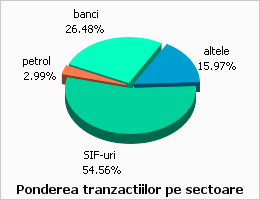 banci
26.48%
altele
15.97%
petrol
2.99%
SIF-uri
54.56%
Ponderea tranzactiilor pe sectoare